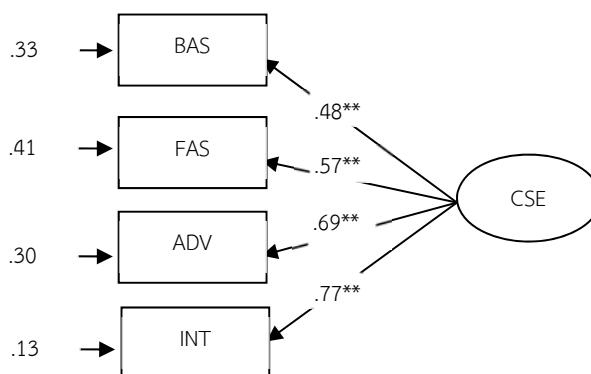 .33 BAS
.48**
.41 FAS .57**
CSE
.30 ADV .69**
.77**
.13 INT